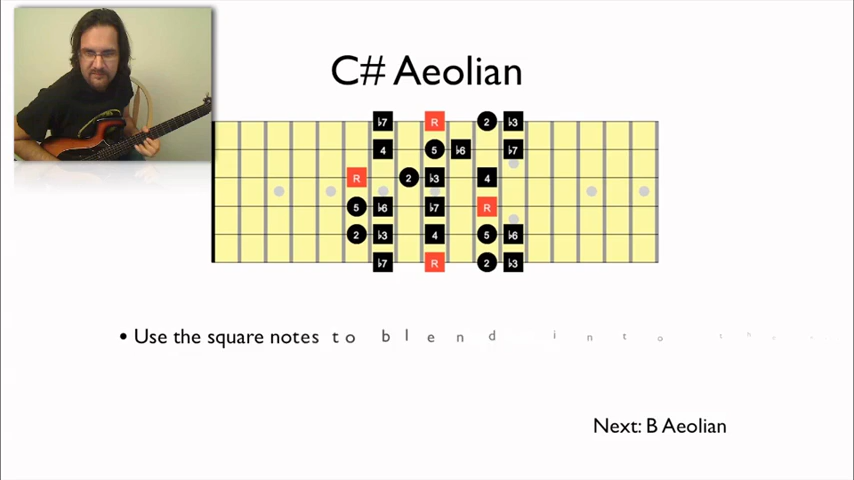 C# Aeolian
♭7 R 2 ♭3
4 5 ♭6 ♭7
R 2 ♭3 4
5 ♭6 ♭7 R
2 ♭3 4 5 ♭6
♭7 R 2 ♭3
• Use the square notes to blend into
Next: B Aeolian